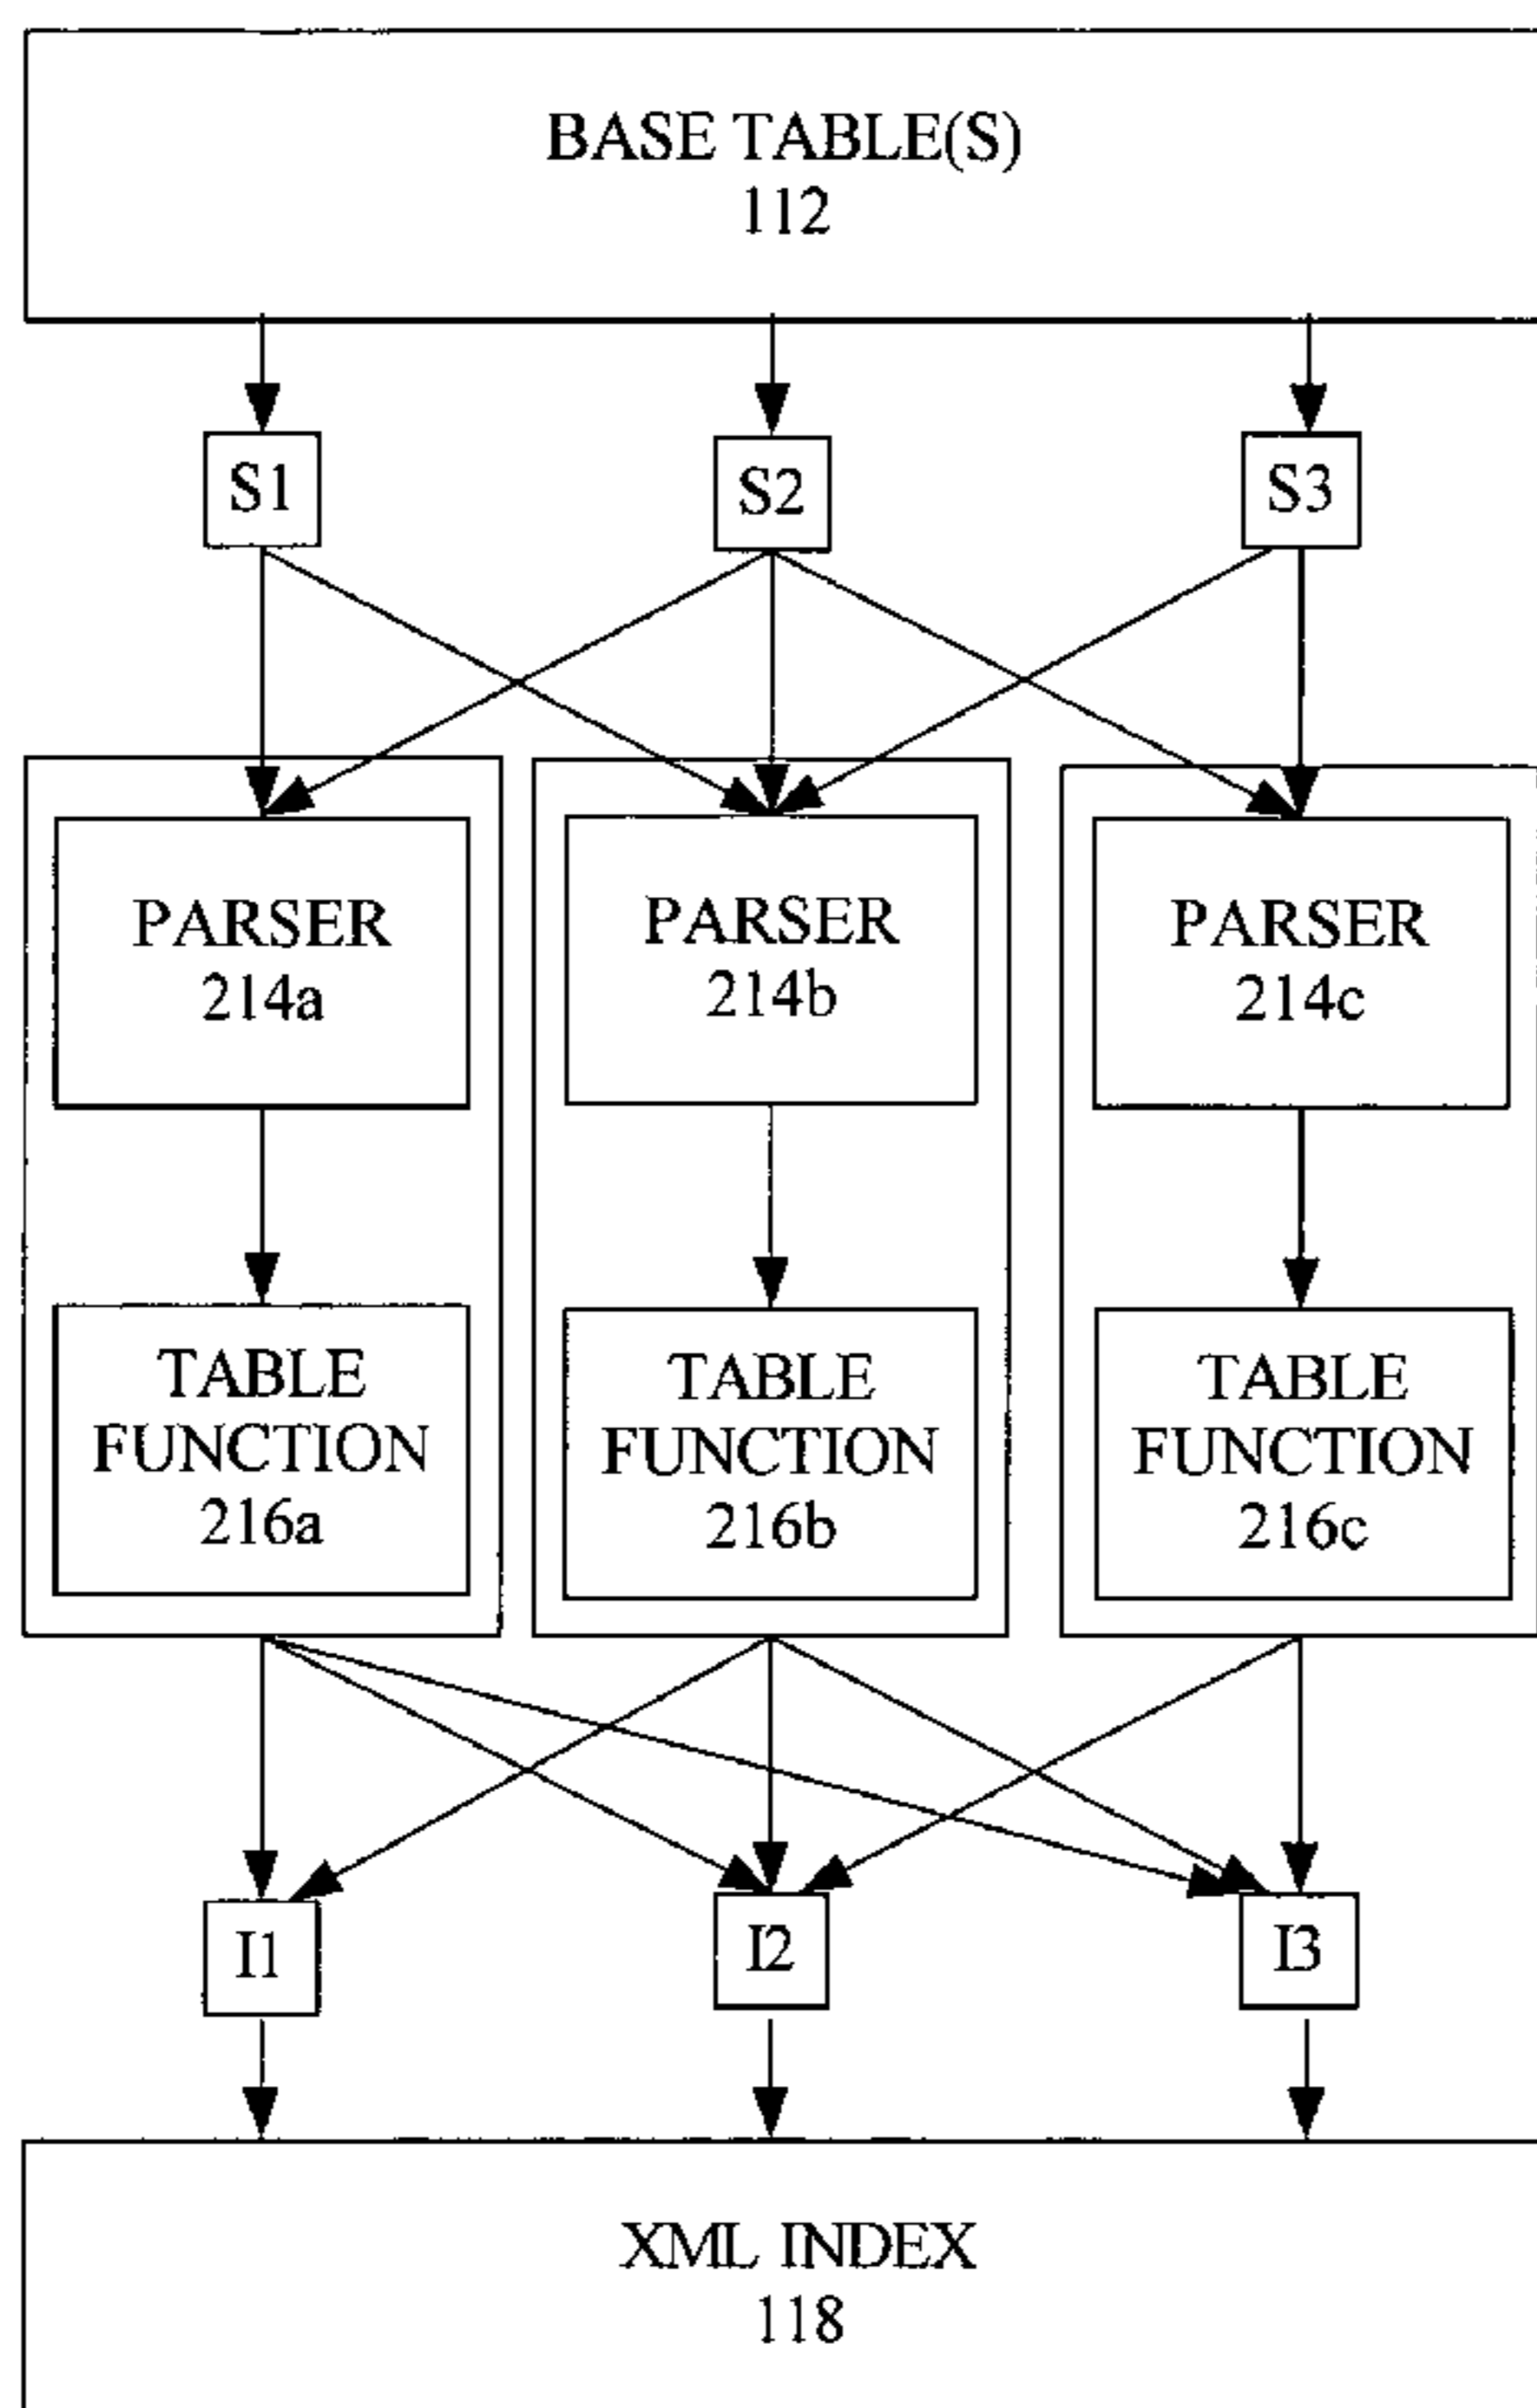 BASE TABLE(S)
112
S1
S2
S3
PARSER
214a
PARSER
214b
PARSER
214c
TABLE
FUNCTION
216a
TABLE
FUNCTION
216b
TABLE
FUNCTION
216c
I1
I2
I3
XML INDEX
118